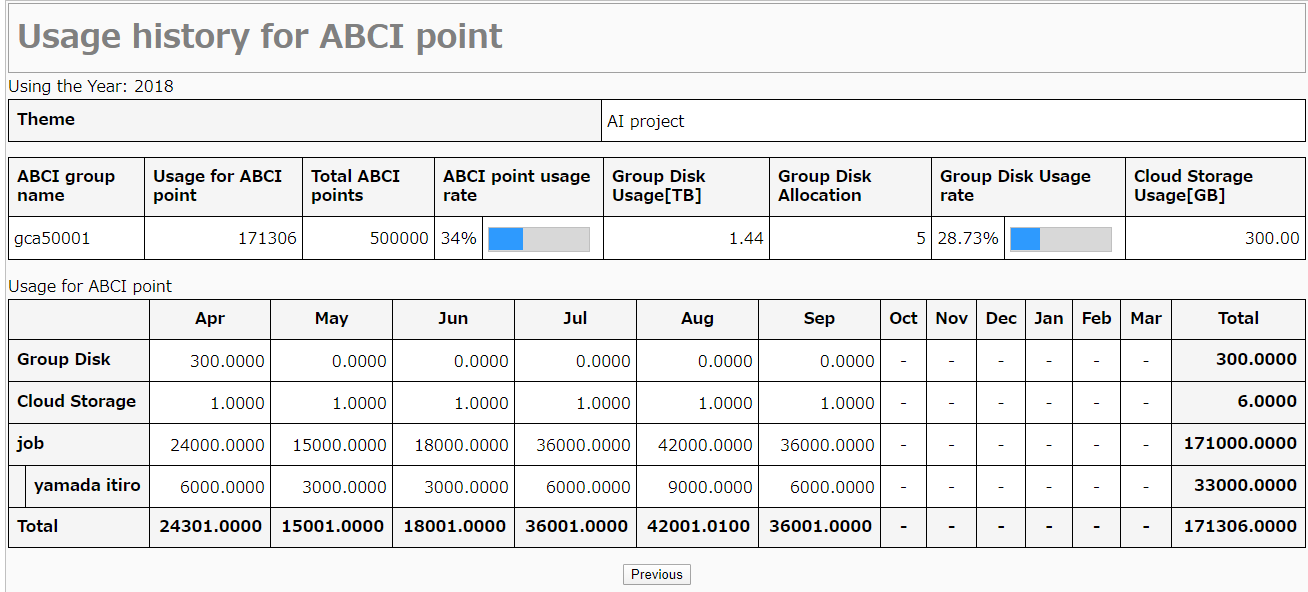 Usage history for ABCI point
Using the Year: 2018
Theme AI project
ABCI group name Usage for ABCI point Total ABCI points ABCI point usage rate Group Disk Usage[TB] Group Disk Allocation Group Disk Usage rate Cloud Storage Usage[GB]
gca50001 171306 500000 34% 1.44 5 28.73% 300.00
Usage for ABCI point
Apr May Jun Jul Aug Sep Oct Nov Dec Jan Feb Mar Total
Group Disk 300.0000 0.0000 0.0000 0.0000 0.0000 0.0000 - - - - - - 300.0000
Cloud Storage 1.0000 1.0000 1.0000 1.0000 1.0000 1.0000 - - - - - - 6.0000
job 24000.0000 15000.0000 18000.0000 36000.0000 42000.0000 36000.0000 - - - - - - 171000.0000
yamada itiro 6000.0000 3000.0000 3000.0000 6000.0000 9000.0000 6000.0000 - - - - - - 33000.0000
Total 24301.0000 15001.0000 18001.0000 36001.0000 42001.0100 36001.0000 - - - - - - 171306.0000
Previous